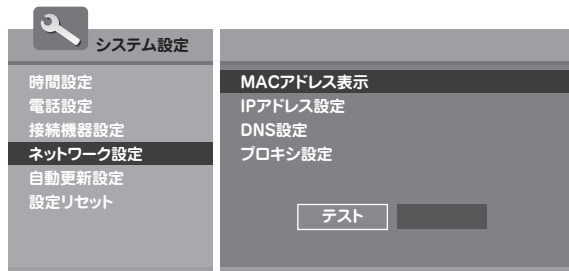 システム設定
時間設定
電話設定
接続機器設定
ネットワーク設定
自動更新設定
設定リセット
MACアドレス表示
IPアドレス設定
DNS設定
プロキシ設定
テスト